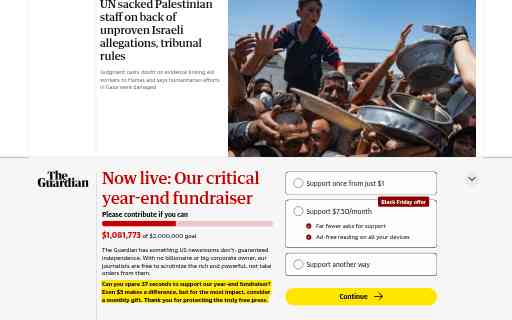 UN sacked Palestinian
staff on back of
unproven Israeli
allegations, tribunal
rules
Judgment casts doubt on evidence linking aid
workers to Hamas and says humanitarian efforts
in Gaza were damaged
The
Guardian
Now live: Our critical
year-end fundraiser
Please contribute if you can
$1,081,773 of $2,000,000 goal
The Guardian has something US newsrooms don't: guaranteed
independence. With no billionaire or big corporate owner, our
journalists are free to scrutinize the rich and powerful, not take
orders from them.
Can you spare 37 seconds to support our year-end fundraiser?
Even $5 makes a difference, but for the most impact, consider
a monthly gift. Thank you for protecting the truly free press.
Support once from just $1
Black Friday offer
Support $7.50/month
Far fewer asks for support
Ad-free reading on all your devices
Support another way
Continue